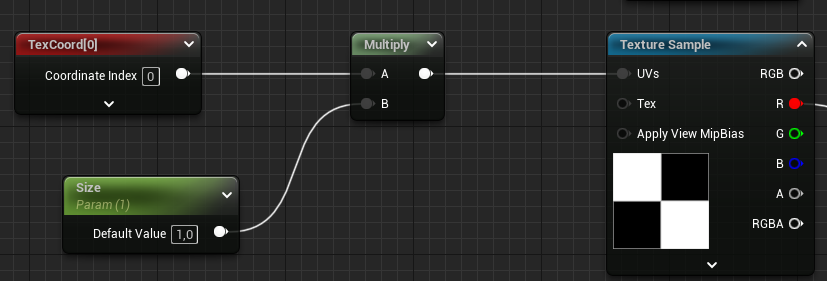 TexCoord[0]
Coordinate Index 0
Multiply
A
B
Size
Param (1)
Default Value 1,0
Texture Sample
UVs RGB
Tex R
Apply View MipBias G
B
A
RGBA